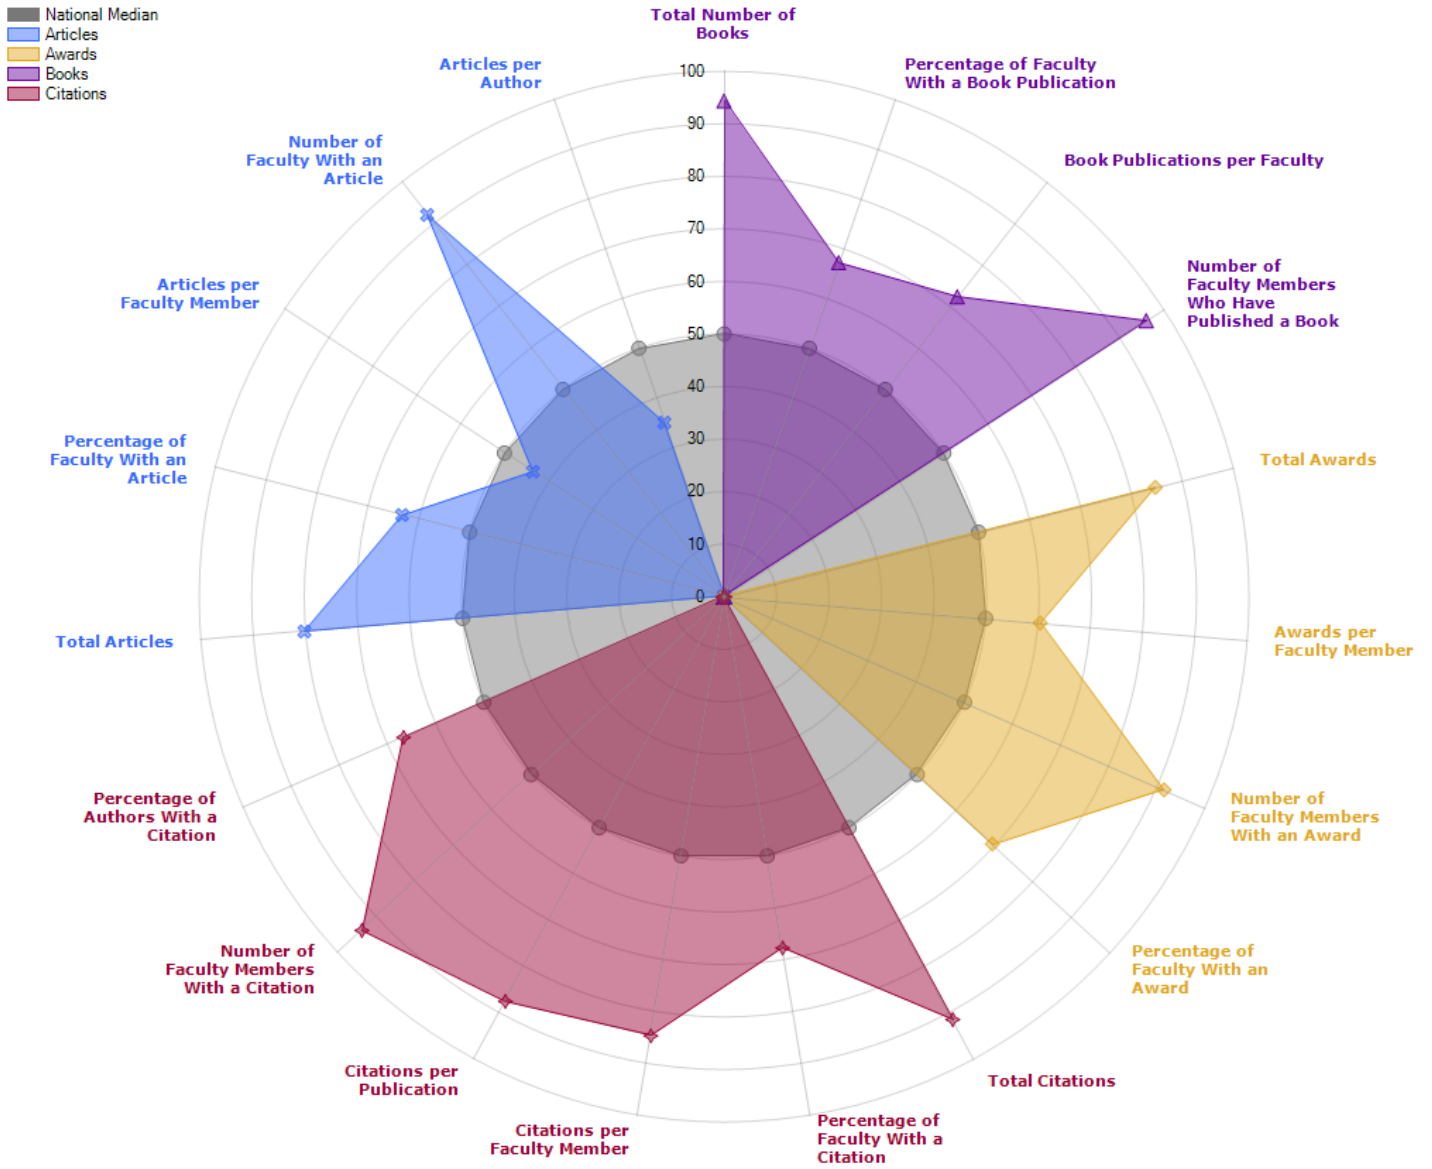 National Median
Articles
Awards
Books
Citations
Total Number of
Books
Percentage of Faculty
With a Book Publication
Book Publications per Faculty
Number of
Faculty Members
Who Have
Published a Book
Total Awards
Awards per
Faculty Member
Number of
Faculty Members
With an Award
Percentage of
Faculty With an
Award
Total Citations
Percentage of
Faculty With a
Citation
Citations per
Faculty Member
Citations per
Publication
Number of
Faculty Members
With a Citation
Percentage of
Authors With a
Citation
Total Articles
Percentage of
Faculty With an
Article
Articles per
Faculty Member
Number of
Faculty With an
Article
Articles per
Author
100
90
80
70
60
50
40
30
20
10
0